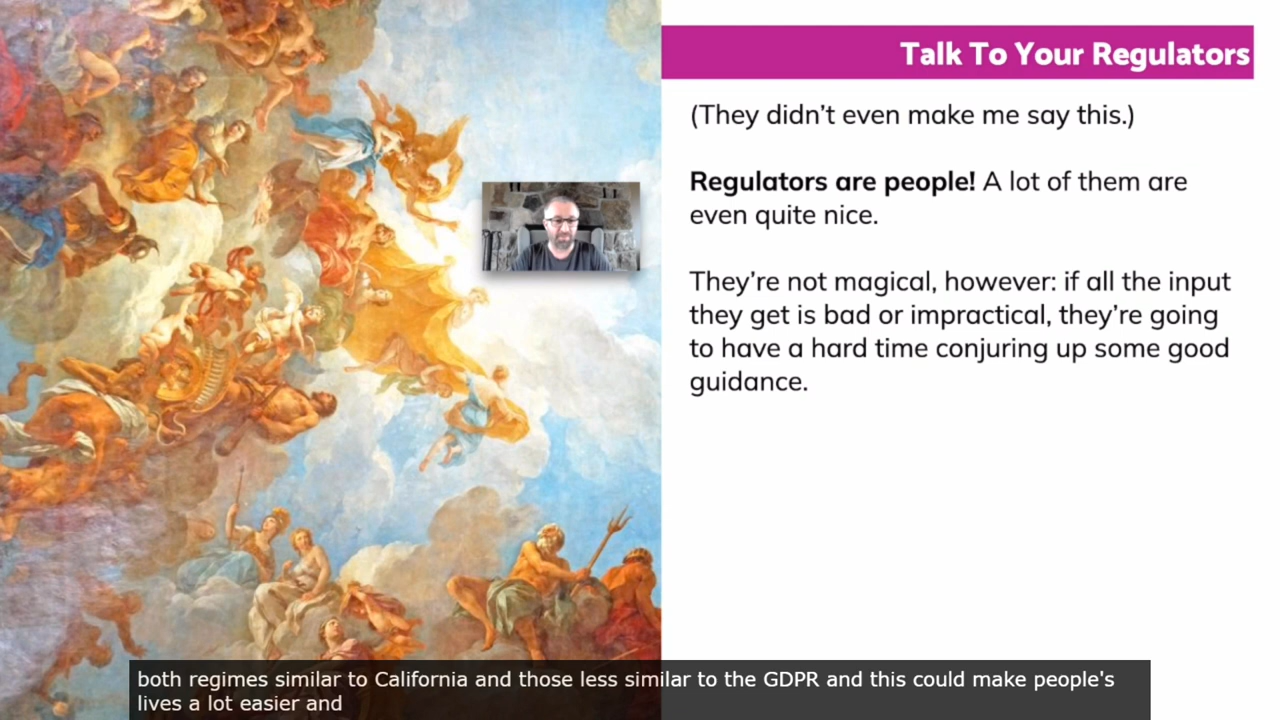 Talk To Your Regulators
(They didn’t even make me say this.)
Regulators are people! A lot of them are
even quite nice.
They’re not magical, however: if all the input
they get is bad or impractical, they’re going
to have a hard time conjuring up some good
guidance.
both regimes similar to California and those less similar to the GDPR and this could make people's
lives a lot easier and